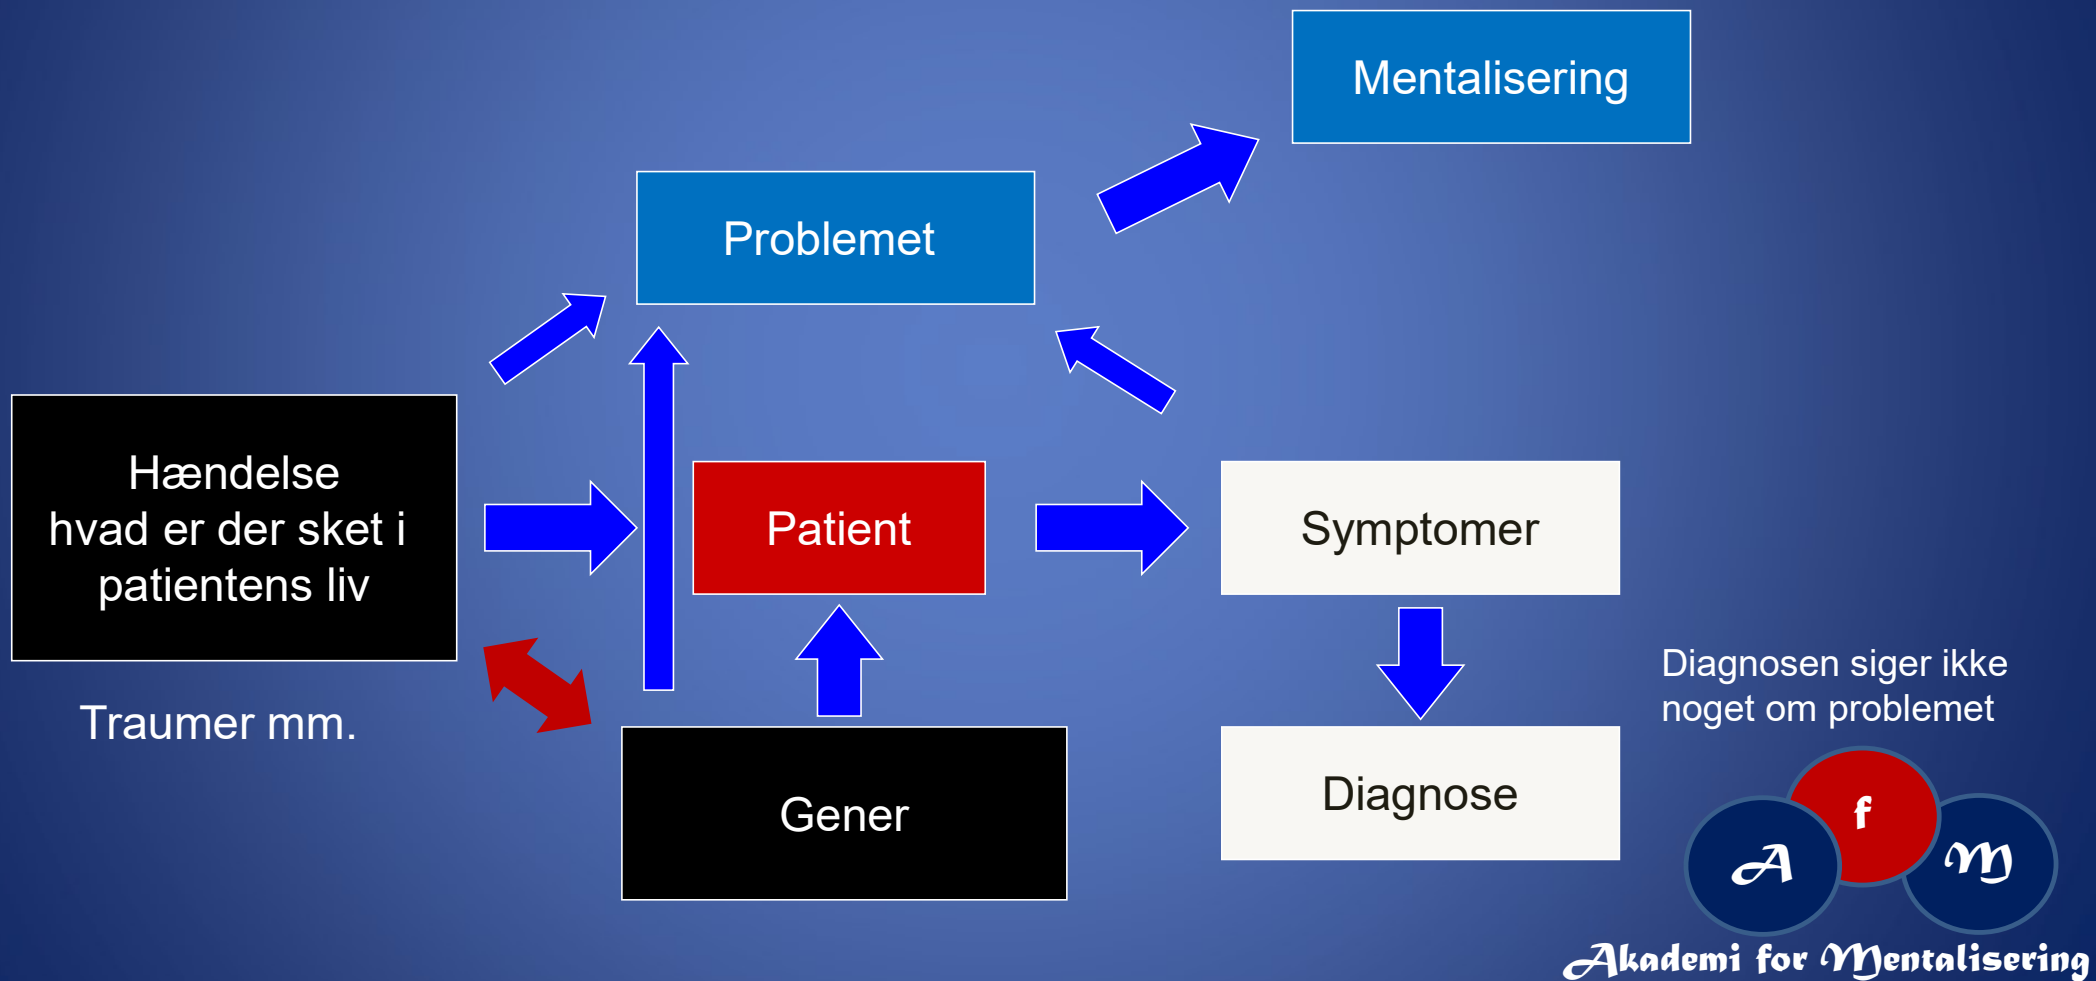 Mentalisering
Problemet
Hændelse
hvad er der sket i
patientens liv
Patient
Symptomer
Traumer mm.
Gener
Diagnose
Diagnosen siger ikke
noget om problemet
A
f
M
Akademi for Mentalisering